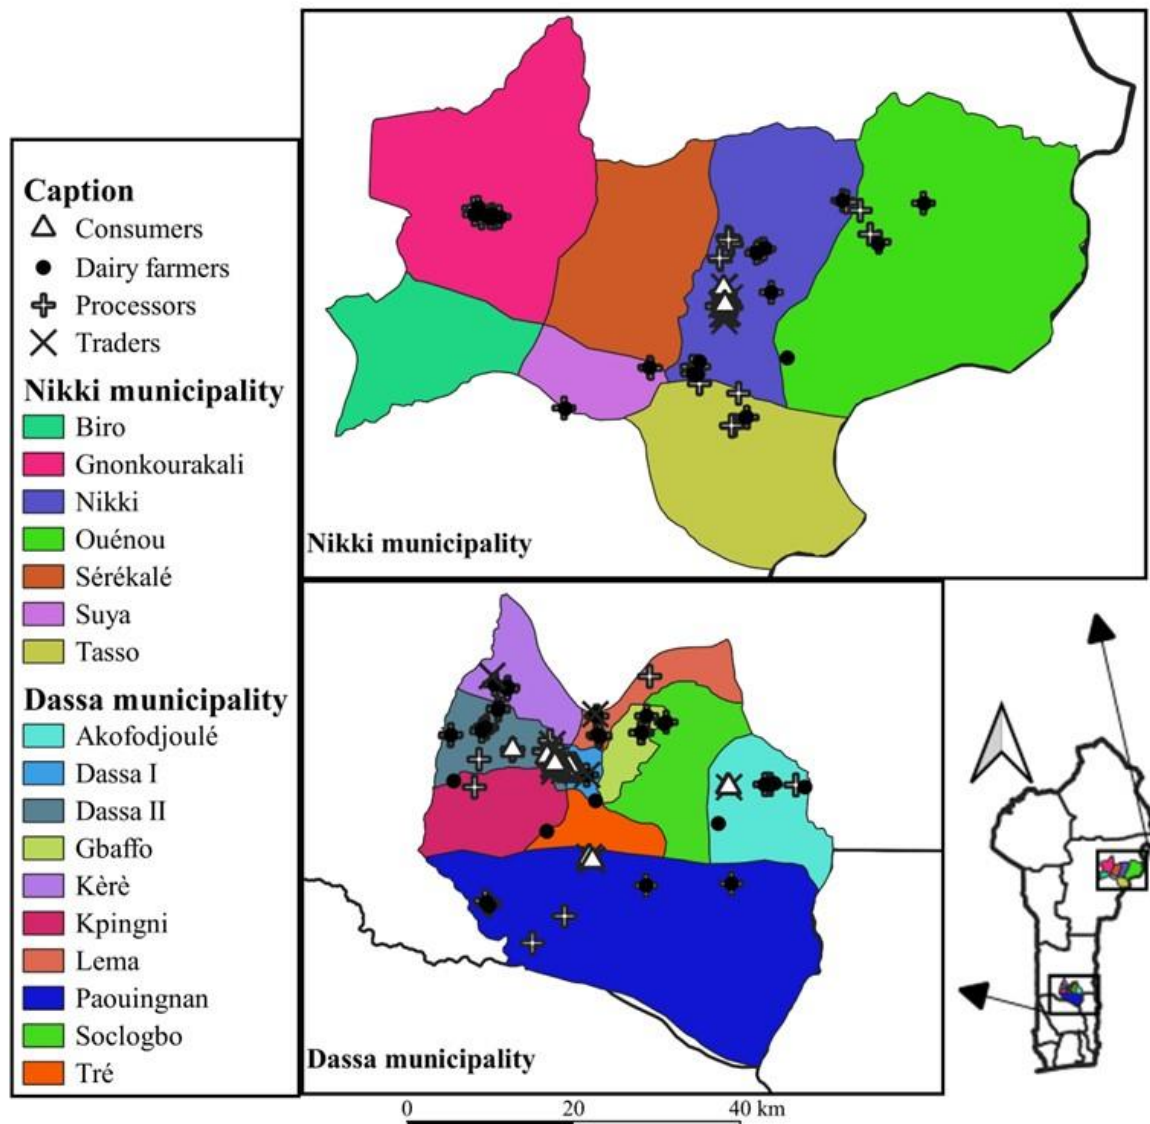 Caption
Consumers
Dairy farmers
Processors
Traders
Nikki municipality
Biro
Gnonkourakali
Nikki
Ouénou
Sérékalé
Suya
Tasso
Dassa municipality
Akofodjoulé
Dassa I
Dassa II
Gbaffo
Kèrè
Kpingni
Lema
Paouingnan
Soclogbo
Tré
Nikki municipality
Dassa municipality
0 20 40 km